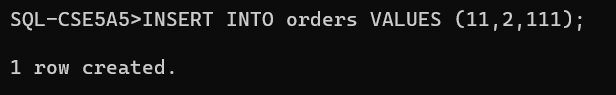 SQL-CSE5A5>INSERT INTO orders VALUES (11,2,111);
1 row created.